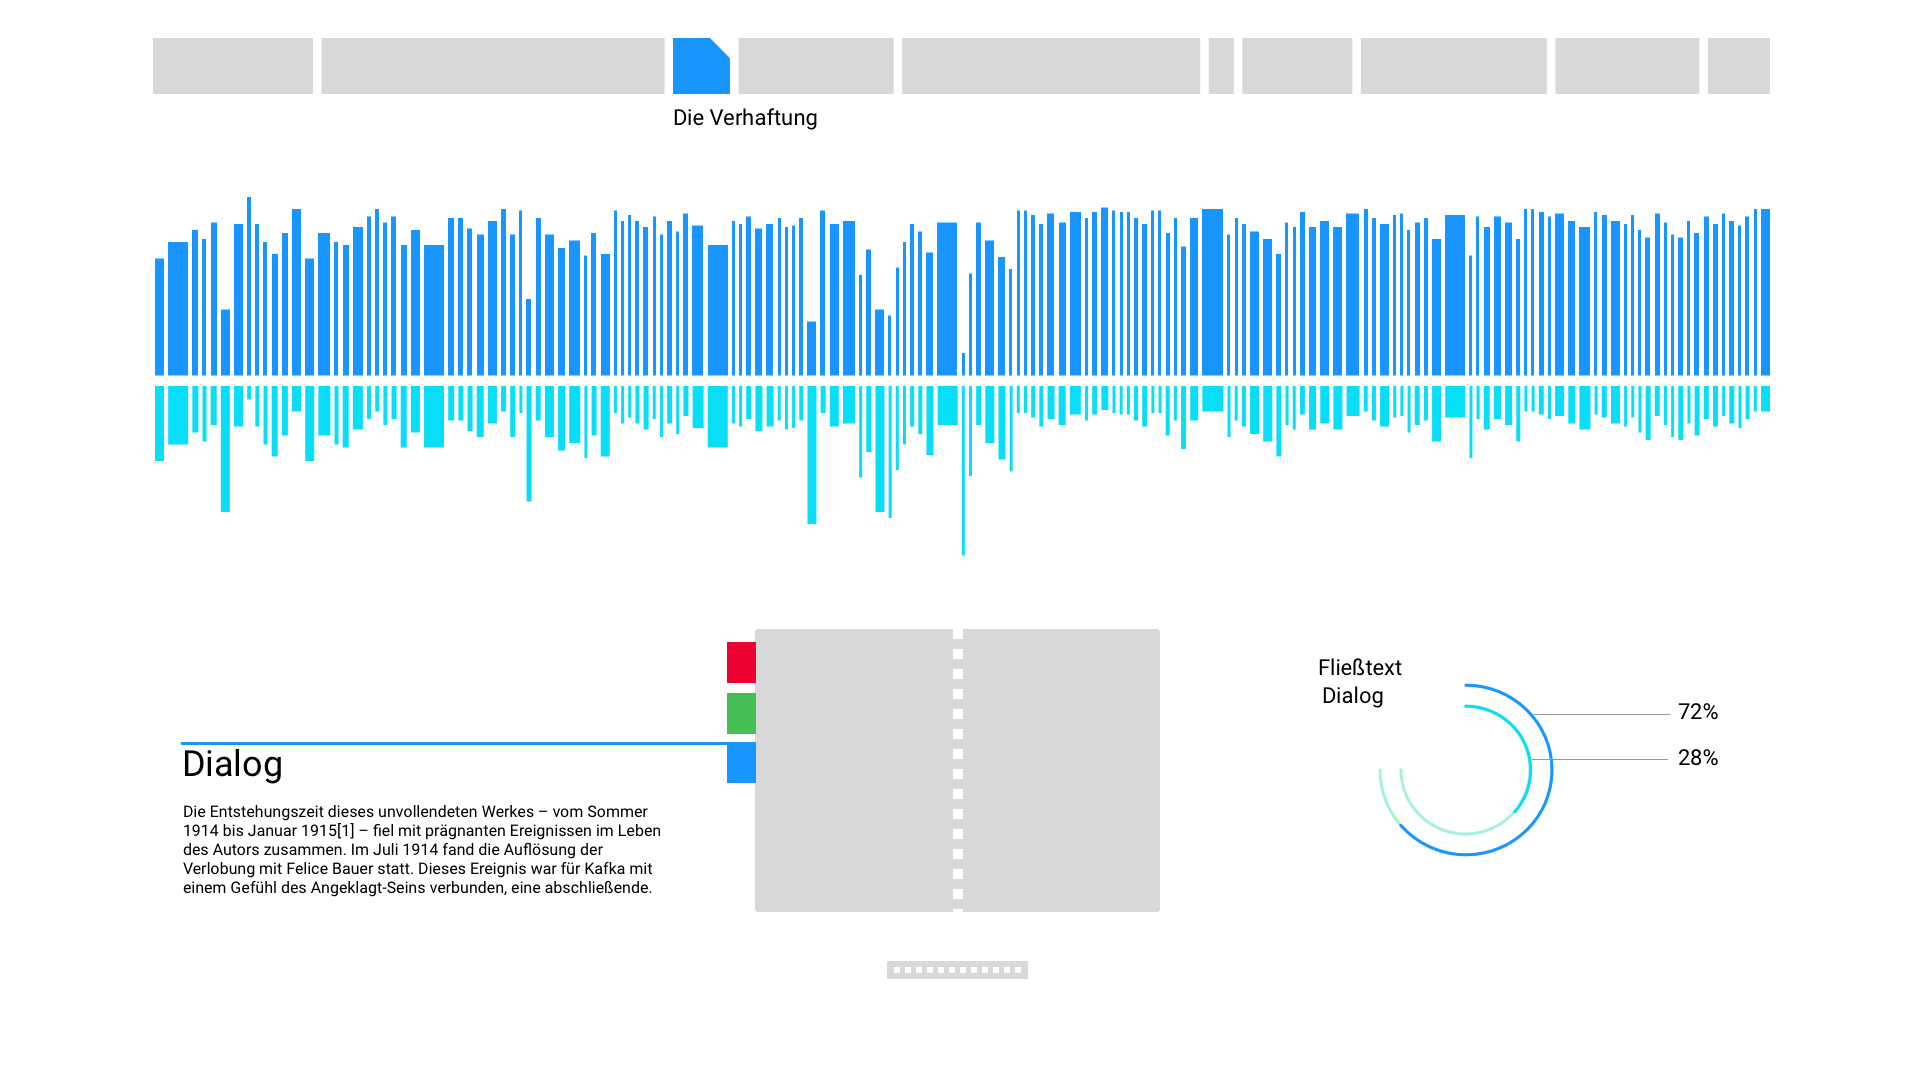 Die Verhaftung
Fließtext
Dialog
72%
28%
Dialog
Die Entstehungszeit dieses unvollendeten Werkes – vom Sommer
1914 bis Januar 1915[1] – fiel mit prägnanten Ereignissen im Leben
des Autors zusammen. Im Juli 1914 fand die Auflösung der
Verlobung mit Felice Bauer statt. Dieses Ereignis war für Kafka mit
einem Gefühl des Angeklagt-Seins verbunden, eine abschließende.